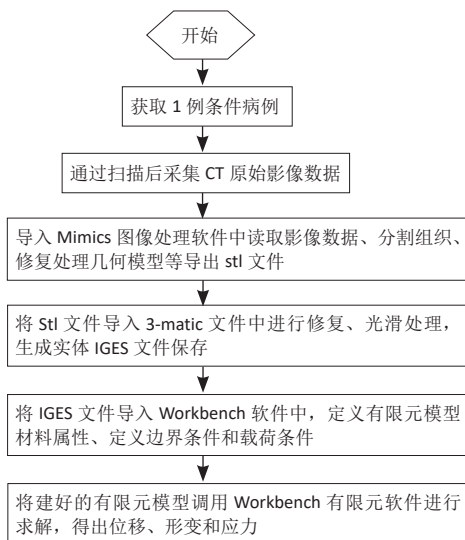 开始
获取 1 例条件病例
通过扫描后采集 CT 原始影像数据
导入 Mimics 图像处理软件中读取影像数据、分割组织、
修复处理几何模型等导出 stl 文件
将 Stl 文件导入 3-matic 文件中进行修复、光滑处理，
生成实体 IGES 文件保存
将 IGES 文件导入 Workbench 软件中，定义有限元模型
材料属性、定义边界条件和载荷条件
将建好的有限元模型调用 Workbench 有限元软件进行
求解，得出位移、形变和应力